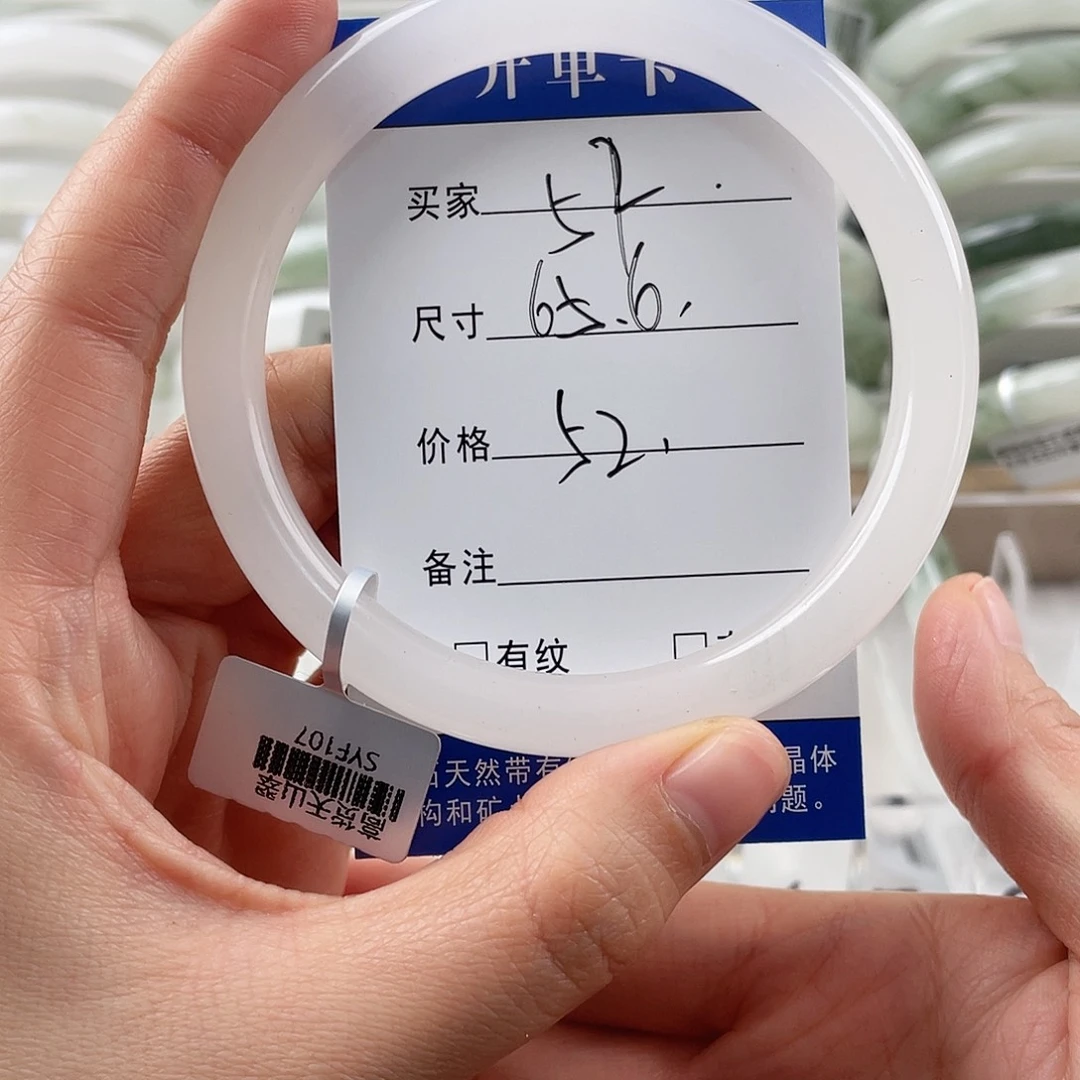 开单卡
买家
尺寸 65.6.
价格 52.
备注
□有纹 □
天然带有 晶体
构和矿 问题。
SYF107
高货天山翠